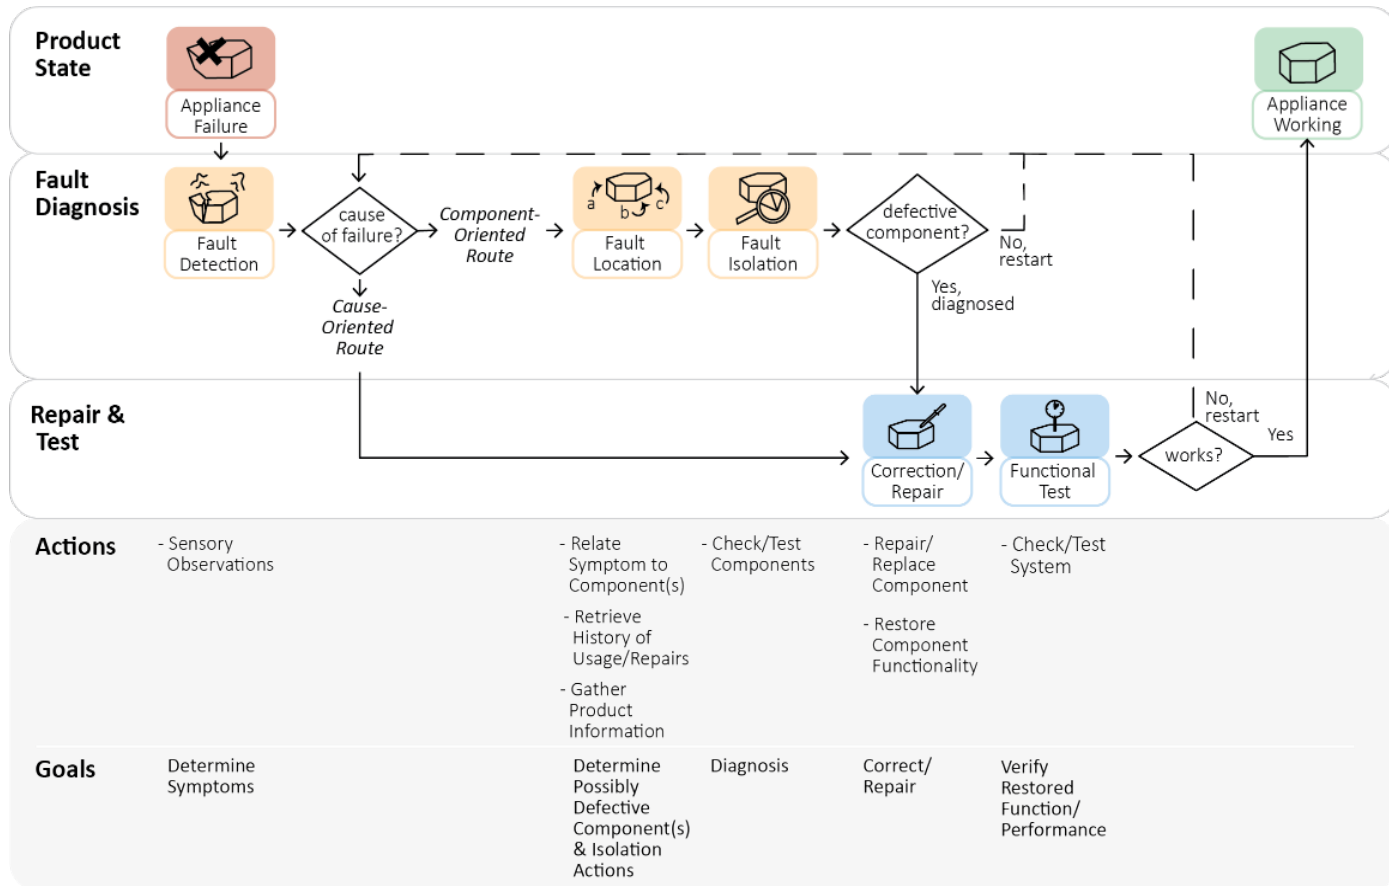 Product
State
Appliance
Failure
Appliance
Working
Fault
Diagnosis
Fault
Detection
cause
of failure?
Component-
Oriented
Route
Cause-
Oriented
Route
a
b
c
Fault
Location
Fault
Isolation
defective
component?
No,
restart
Yes,
diagnosed
Repair &
Test
Correction/
Repair
Functional
Test
works?
No,
restart
Yes
Actions
- Sensory
Observations
- Relate
Symptom to
Component(s)
- Retrieve
History of
Usage/Repairs
- Gather
Product
Information
- Check/Test
Components
- Repair/
Replace
Component
- Restore
Component
Functionality
- Check/Test
System
Goals
Determine
Symptoms
Determine
Possibly
Defective
Component(s)
& Isolation
Actions
Diagnosis
Correct/
Repair
Verify
Restored
Function/
Performance